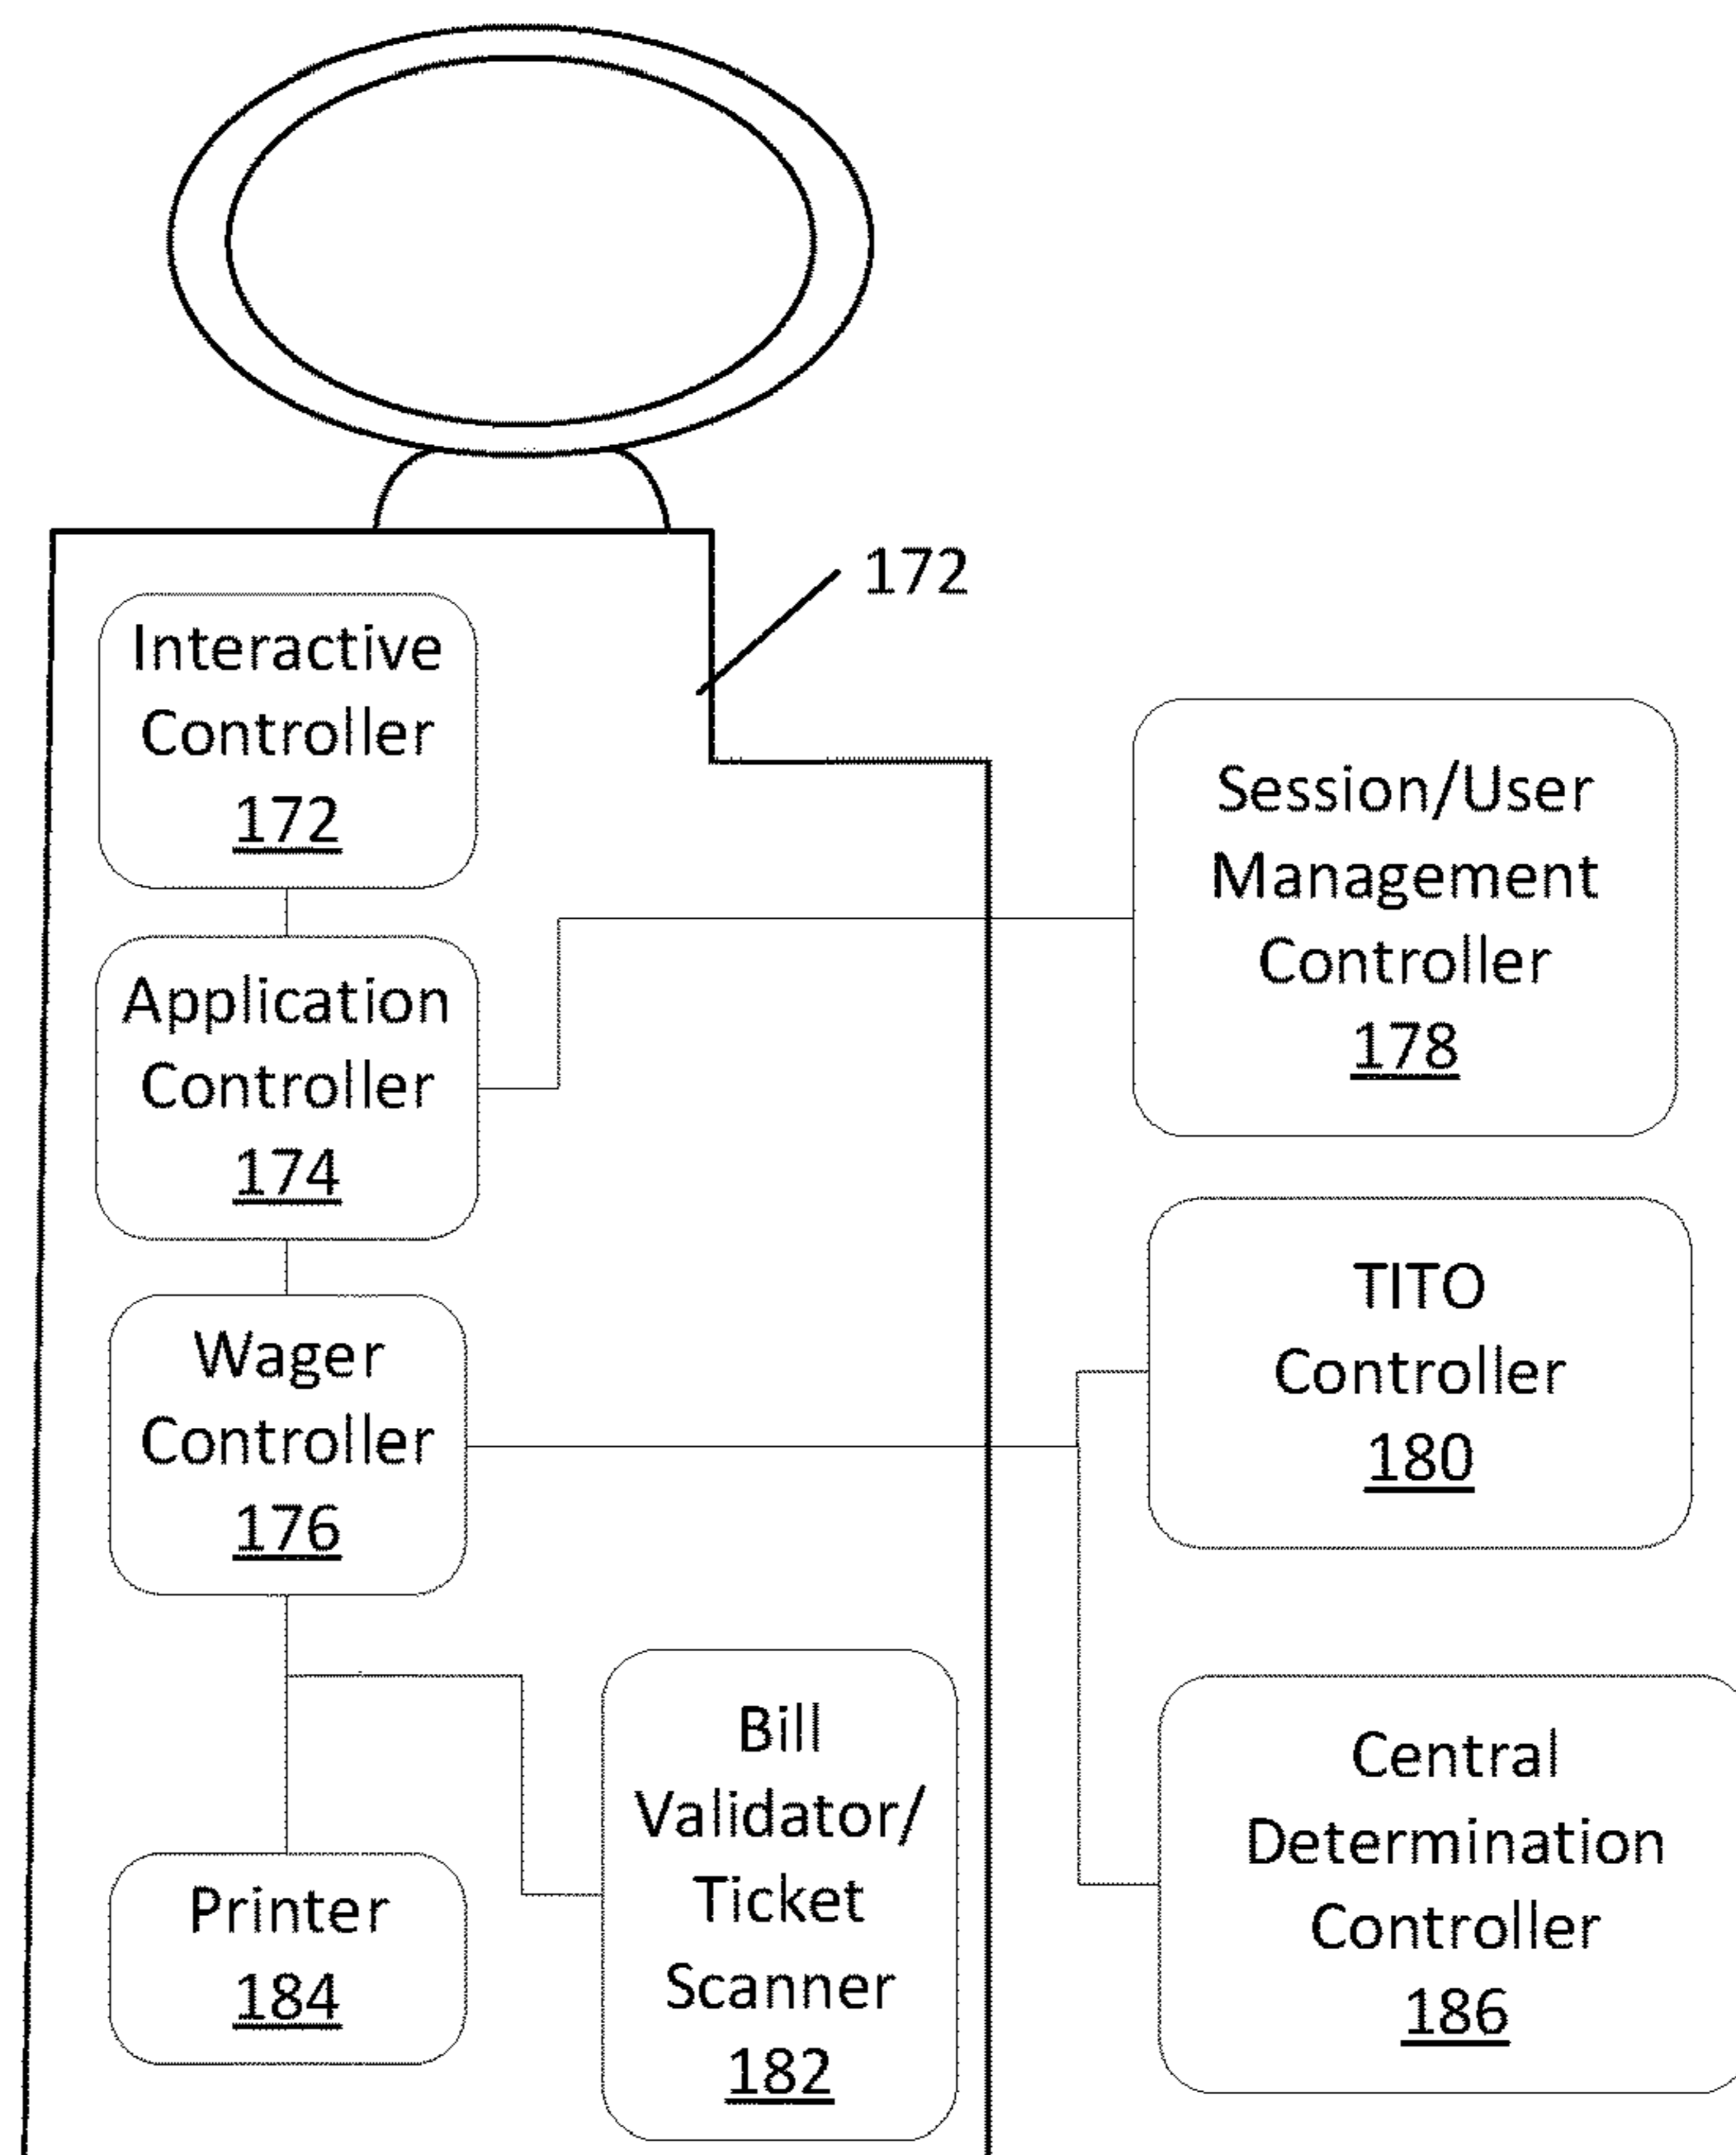 172
Interactive
Controller
172
Application
Controller
174
Wager
Controller
176
Printer
184
Bill
Validator/
Ticket
Scanner
182
Session/User
Management
Controller
178
TITO
Controller
180
Central
Determination
Controller
186